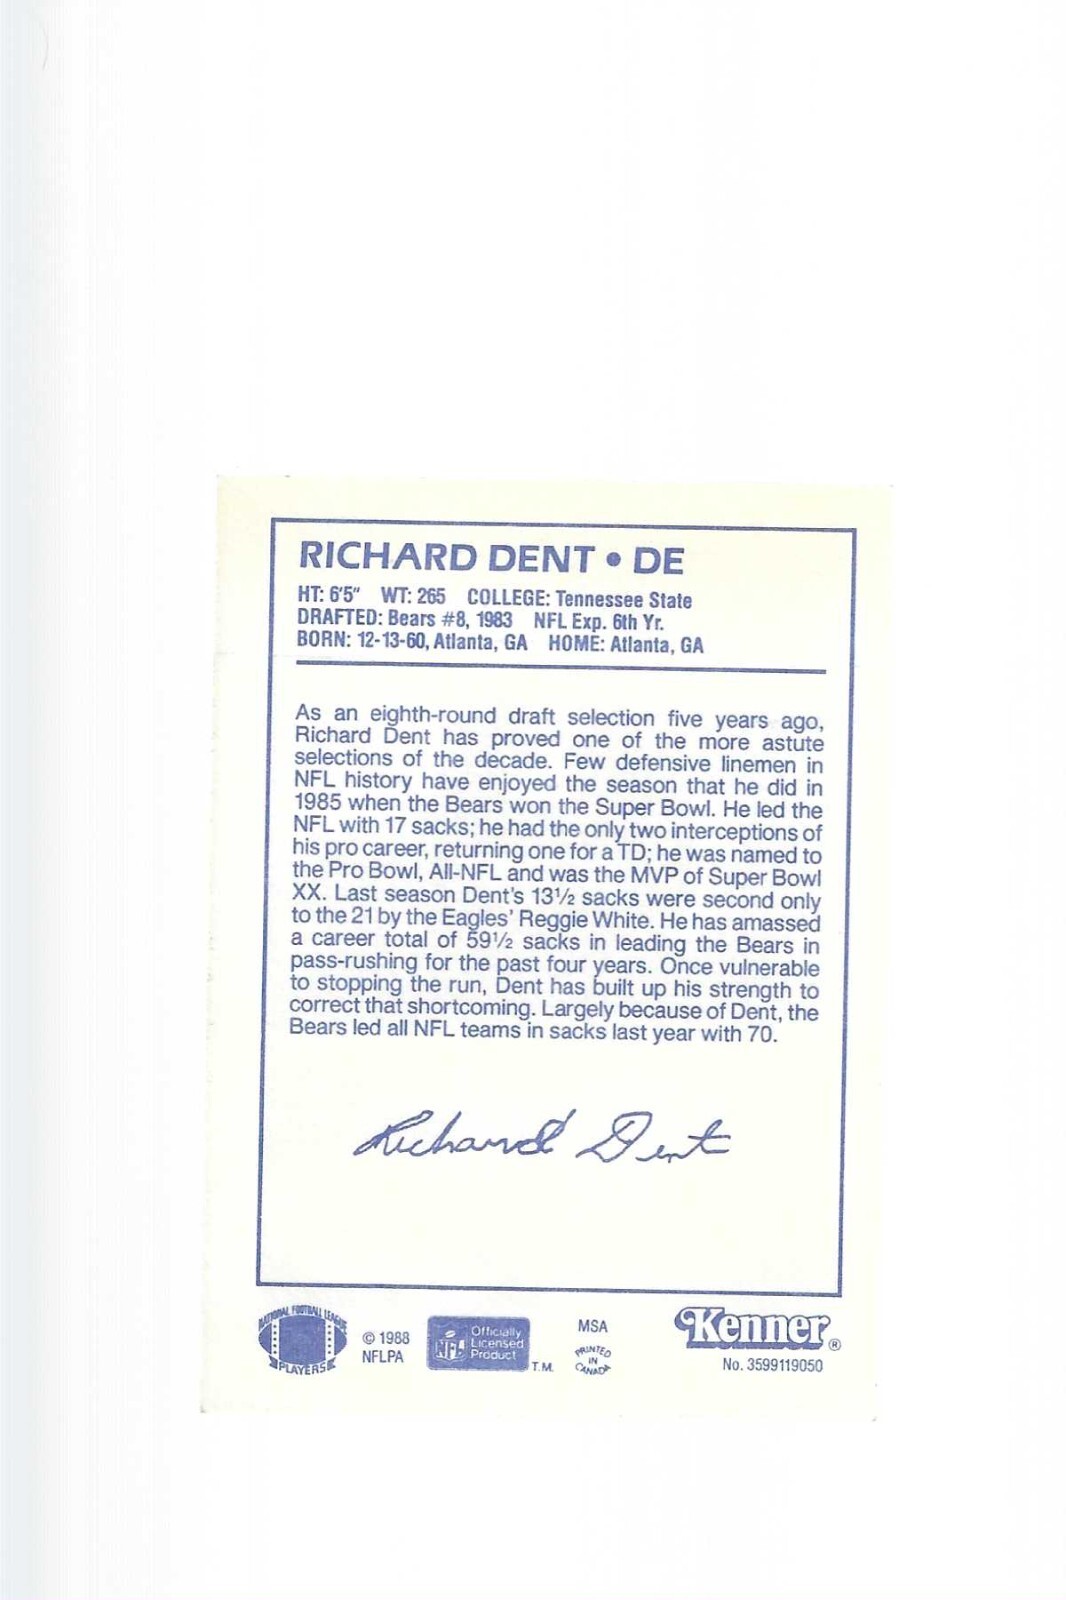 RICHARD DENT • DE
HT: 6'5" WT: 265 COLLEGE: Tennessee State
DRAFTED: Bears #8, 1983 NFL Exp. 6th Yr.
BORN: 12-13-60, Atlanta, GA HOME: Atlanta, GA
As an eighth-round draft selection five years ago,
Richard Dent has proved one of the more astute
selections of the decade. Few defensive linemen in
NFL history have enjoyed the season that he did in
1985 when the Bears won the Super Bowl. He led the
NFL with 17 sacks; he had the only two interceptions of
his pro career, returning one for a TD; he was named to
the Pro Bowl, All-NFL and was the MVP of Super Bowl
XX. Last season Dent's 13½ sacks were second only
to the 21 by the Eagles' Reggie White. He has amassed
a career total of 59½ sacks in leading the Bears in
pass-rushing for the past four years. Once vulnerable
to stopping the run, Dent has built up his strength to
correct that shortcoming. Largely because of Dent, the
Bears led all NFL teams in sacks last year with 70.
Richard Dent
NATIONAL FOOTBALL LEAGUE
PLAYERS
© 1988
NFLPA
NFL
Officially
Licensed
Product
T.M.
MSA
PRINTED
IN
CANADA
Kenner®
No. 3599119050